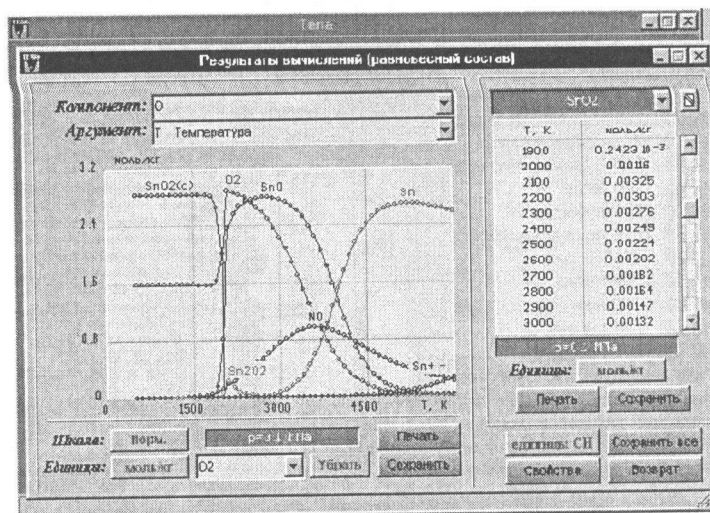 Терра
Результаты вычислений (равновесный состав)
Компонент: O
Аргумент: T Температура
моль/кг
3.2
2.4
1.6
0.8
0
SnO2(c)
O2
SnO
Sn
NO
Sn2O2
Sn+
0 1500 3000 4500 T, K
Шкала: Норм. Печать
Единицы: моль/кг O2 Убрать Сохранить
SnO2
T, K моль/кг
1900
2000 0.00116
2100 0.00325
2200 0.00303
2300 0.00276
2400 0.00249
2500 0.00224
2600 0.00202
2700 0.00182
2800 0.00164
2900 0.00147
3000 0.00132
Единицы: моль/кг
Печать Сохранить
единицы СИ Сохранить все
Свойства Возврат